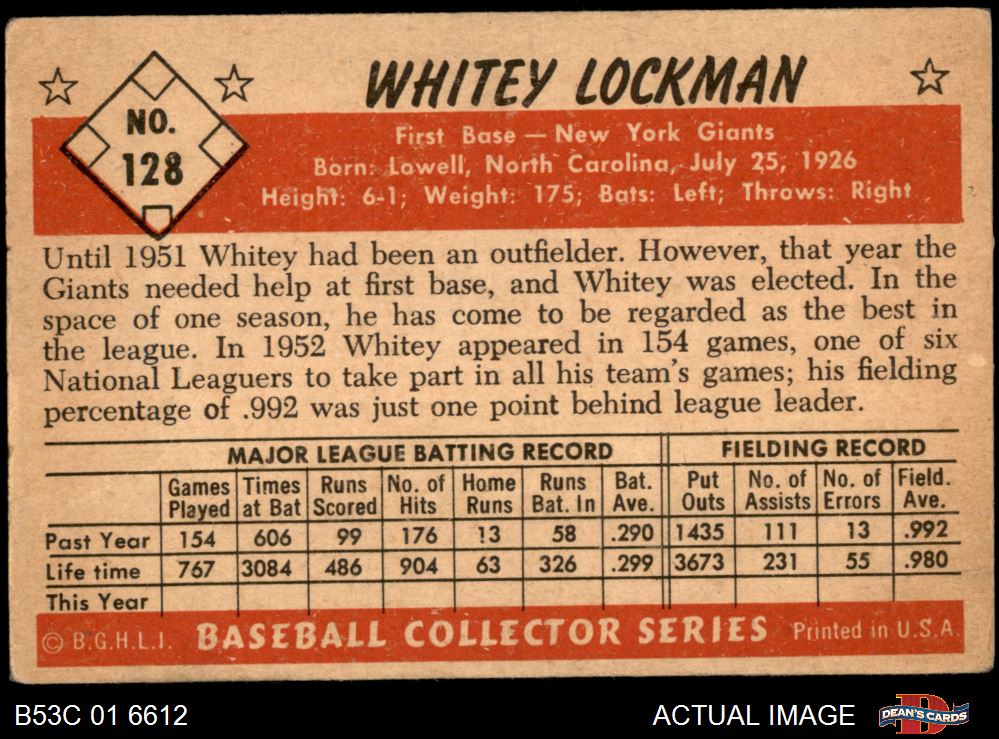 WHITEY LOCKMAN
NO.
128
First Base — New York Giants
Born: Lowell, North Carolina, July 25, 1926
Height: 6-1; Weight: 175; Bats: Left; Throws: Right
Until 1951 Whitey had been an outfielder. However, that year the
Giants needed help at first base, and Whitey was elected. In the
space of one season, he has come to be regarded as the best in
the league. In 1952 Whitey appeared in 154 games, one of six
National Leaguers to take part in all his team's games; his fielding
percentage of .992 was just one point behind league leader.
MAJOR LEAGUE BATTING RECORD FIELDING RECORD
Games Times Runs No. of Home Runs Bat. Put No. of No. of Field.
Played at Bat Scored Hits Runs Bat. In Ave. Outs Assists Errors Ave.
Past Year 154 606 99 176 13 58 .290 1435 111 13 .992
Life time 767 3084 486 904 63 326 .299 3673 231 55 .980
This Year
© B.G.H.L.I. BASEBALL COLLECTOR SERIES Printed in U.S.A.
B53C 01 6612 ACTUAL IMAGE DEAN'S CARDS